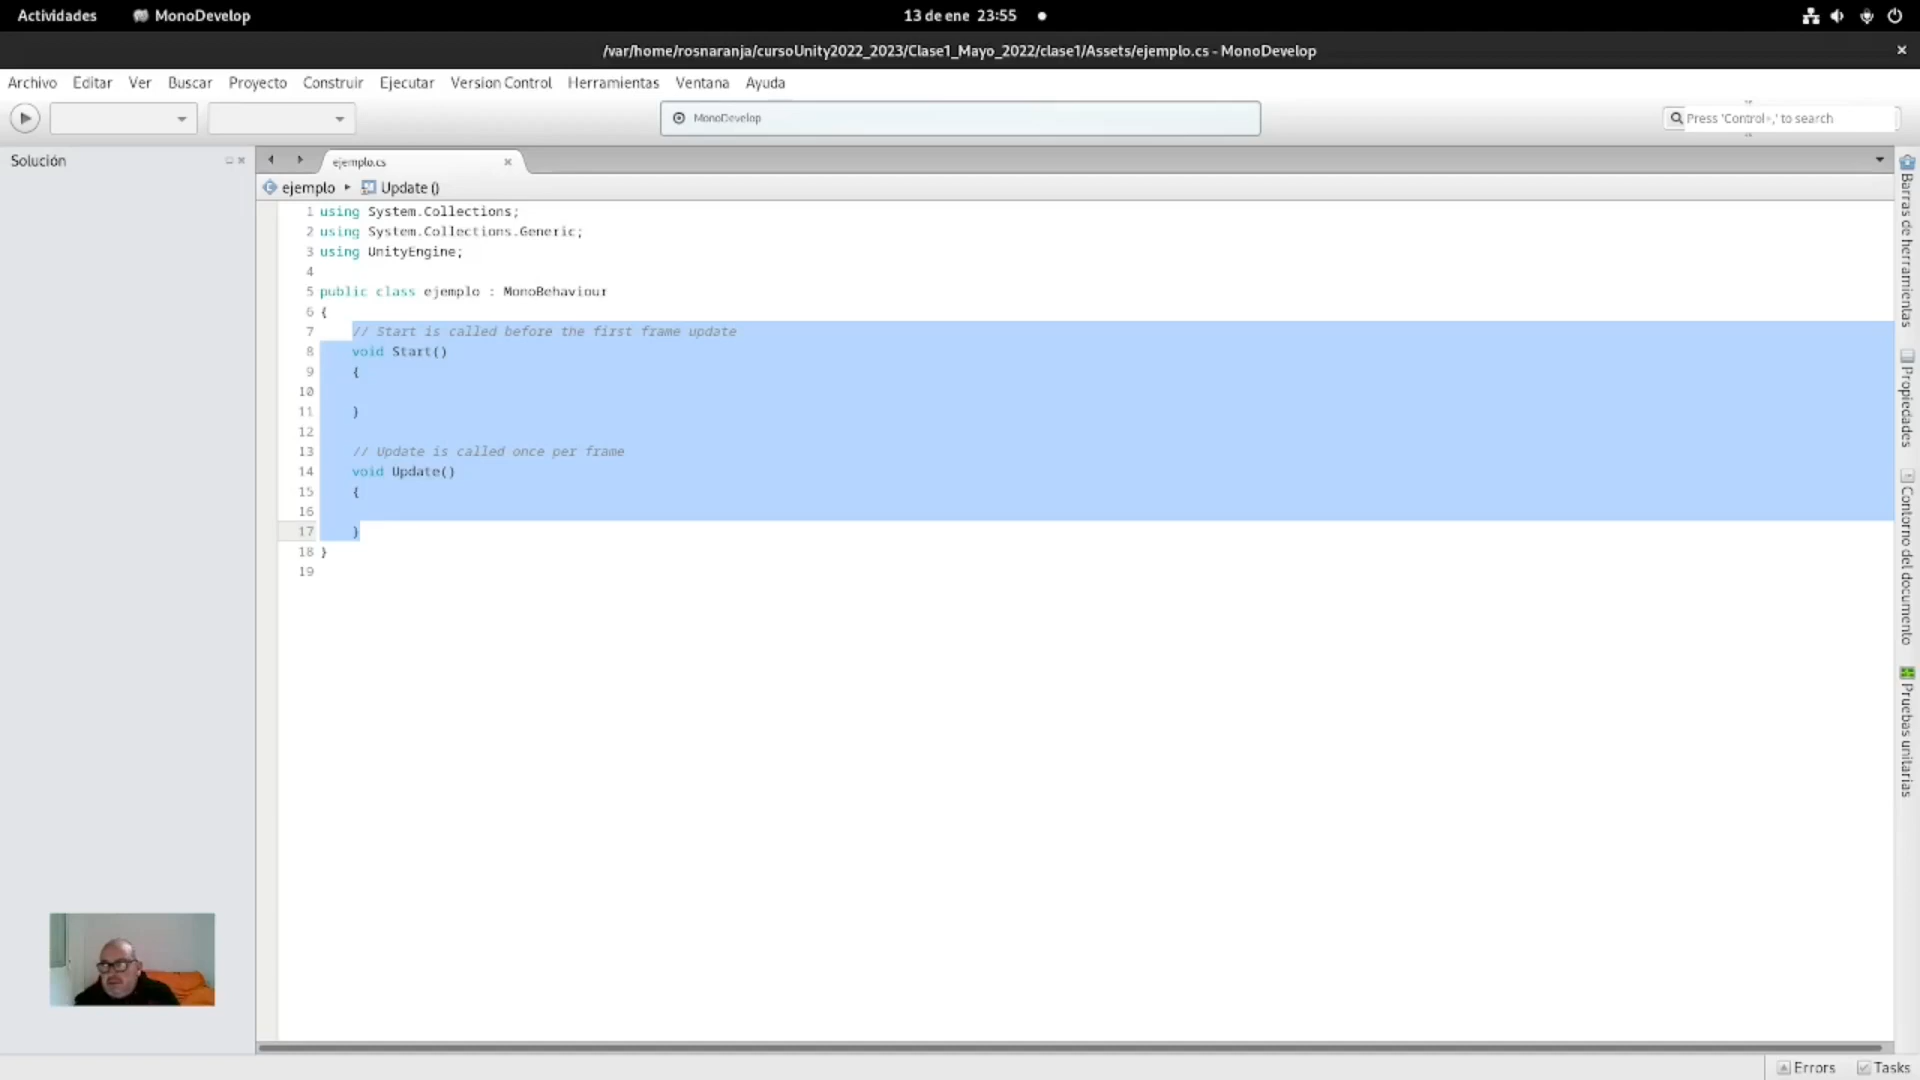 Actividades MonoDevelop 13 de ene 23:55
/var/home/rosnaranja/cursoUnity2022_2023/Clase1_Mayo_2022/clase1/Assets/ejemplo.cs - MonoDevelop
Archivo Editar Ver Buscar Proyecto Construir Ejecutar Version Control Herramientas Ventana Ayuda
MonoDevelop
Press 'Control+,' to search
Solución
ejemplo.cs
ejemplo Update ()
1 using System.Collections;
2 using System.Collections.Generic;
3 using UnityEngine;
4
5 public class ejemplo : MonoBehaviour
6 {
7 // Start is called before the first frame update
8 void Start()
9 {
10
11 }
12
13 // Update is called once per frame
14 void Update()
15 {
16
17 }
18 }
19
Barras de herramientas
Propiedades
Contorno del documento
Pruebas unitarias
Errors Tasks